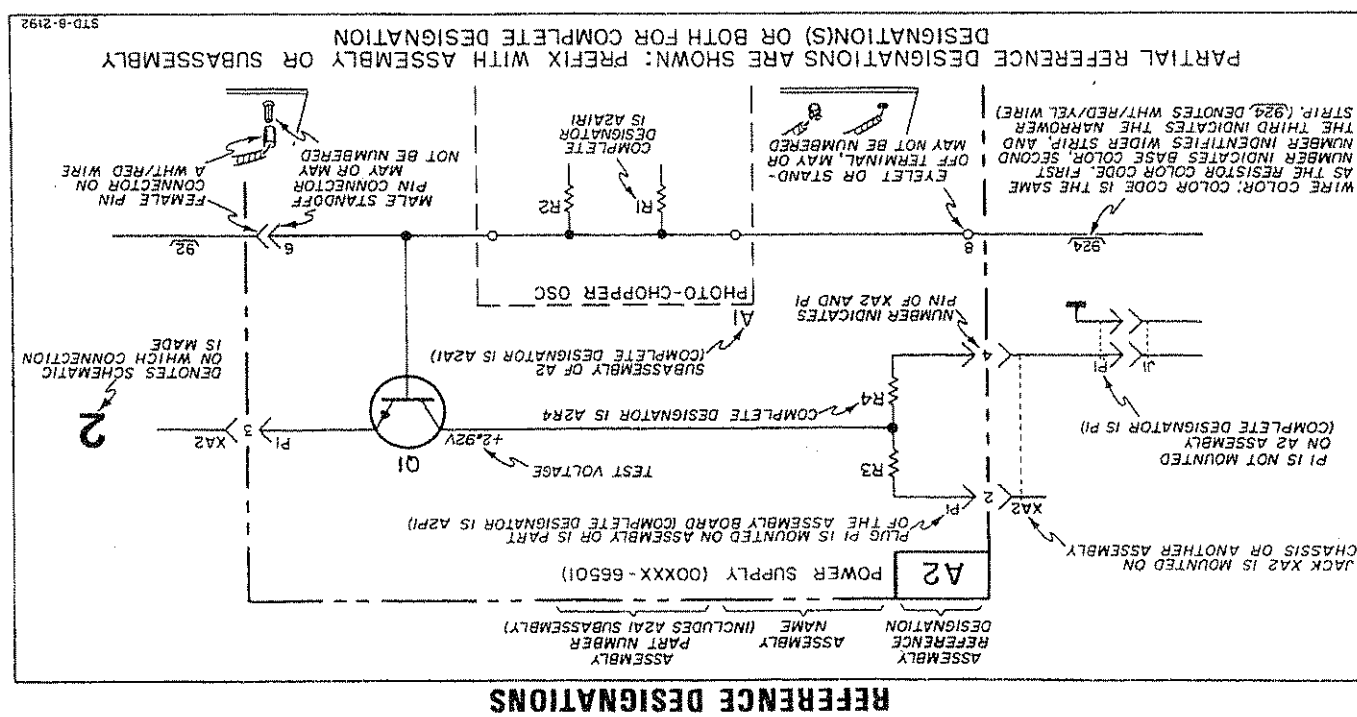 REFERENCE DESIGNATIONS
ASSEMBLY
REFERENCE
DESIGNATION
ASSEMBLY
NAME
ASSEMBLY
PART NUMBER
(INCLUDES A2A1 SUBASSEMBLY)
A2
POWER SUPPLY (00XXX-66501)
JACK XA2 IS MOUNTED ON
CHASSIS OR ANOTHER ASSEMBLY
PLUG P1 IS MOUNTED ON ASSEMBLY OR IS PART
OF THE ASSEMBLY BOARD (COMPLETE DESIGNATOR IS A2P1)
XA2
2
P1
R3
TEST VOLTAGE
+2.92V
Q1
P1
3
XA2
2
DENOTES SCHEMATIC
ON WHICH CONNECTION
IS MADE
P1 IS NOT MOUNTED
ON A2 ASSEMBLY
(COMPLETE DESIGNATOR IS P1)
J1
P1
4
R4
COMPLETE DESIGNATOR IS A2R4
SUBASSEMBLY OF A2
(COMPLETE DESIGNATOR IS A2A1)
NUMBER INDICATES
PIN OF XA2 AND P1
A1
PHOTO-CHOPPER OSC
924
8
R1
R2
6
92
WIRE COLOR: COLOR CODE IS THE SAME
AS THE RESISTOR COLOR CODE. FIRST
NUMBER INDICATES BASE COLOR, SECOND
NUMBER INDENTIFIES WIDER STRIP, AND
THE THIRD INDICATES THE NARROWER
STRIP. (924 DENOTES WHT/RED/YEL WIRE)
EYELET OR STAND-
OFF TERMINAL, MAY OR
MAY NOT BE NUMBERED
COMPLETE
DESIGNATOR
IS A2A1R1
MALE STANDOFF
PIN CONNECTOR
MAY OR MAY
NOT BE NUMBERED
FEMALE PIN
CONNECTOR ON
A WHT/RED WIRE
PARTIAL REFERENCE DESIGNATIONS ARE SHOWN: PREFIX WITH ASSEMBLY OR SUBASSEMBLY
DESIGNATION(S) OR BOTH FOR COMPLETE DESIGNATION
STD-B-2192